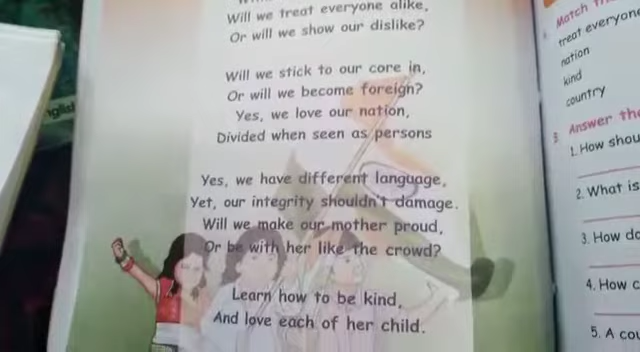 Will we treat everyone alike,
Or will we show our dislike?
Will we stick to our core in,
Or will we become foreign?
Yes, we love our nation,
Divided when seen as persons
Yes, we have different language,
Yet, our integrity shouldn't damage.
Will we make our mother proud,
Or be with her like the crowd?
Learn how to be kind,
And love each of her child.
Match
treat everyone
nation
kind
country
3 Answer the
1. How shou
2. What is
3. How do
4. How c
5. A cou